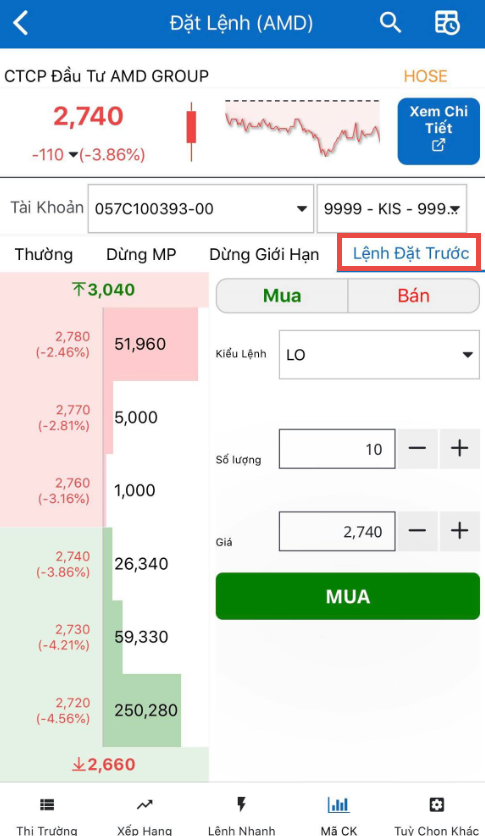 Đặt Lệnh (AMD)
CTCP Đầu Tư AMD GROUP
HOSE
2,740
-110 (-3.86%)
Xem Chi
Tiết
Tài Khoản
057C100393-00
9999 - KIS - 999...
Thường
Dừng MP
Dừng Giới Hạn
Lệnh Đặt Trước
3,040
Mua
Bán
2,780
(-2.46%)
51,960
Kiểu Lệnh
LO
2,770
(-2.81%)
5,000
Số lượng
10
2,760
(-3.16%)
1,000
Giá
2,740
2,740
(-3.86%)
26,340
MUA
2,730
(-4.21%)
59,330
2,720
(-4.56%)
250,280
2,660
Thị Trường
Xếp Hạng
Lệnh Nhanh
Mã CK
Tuỳ Chọn Khác